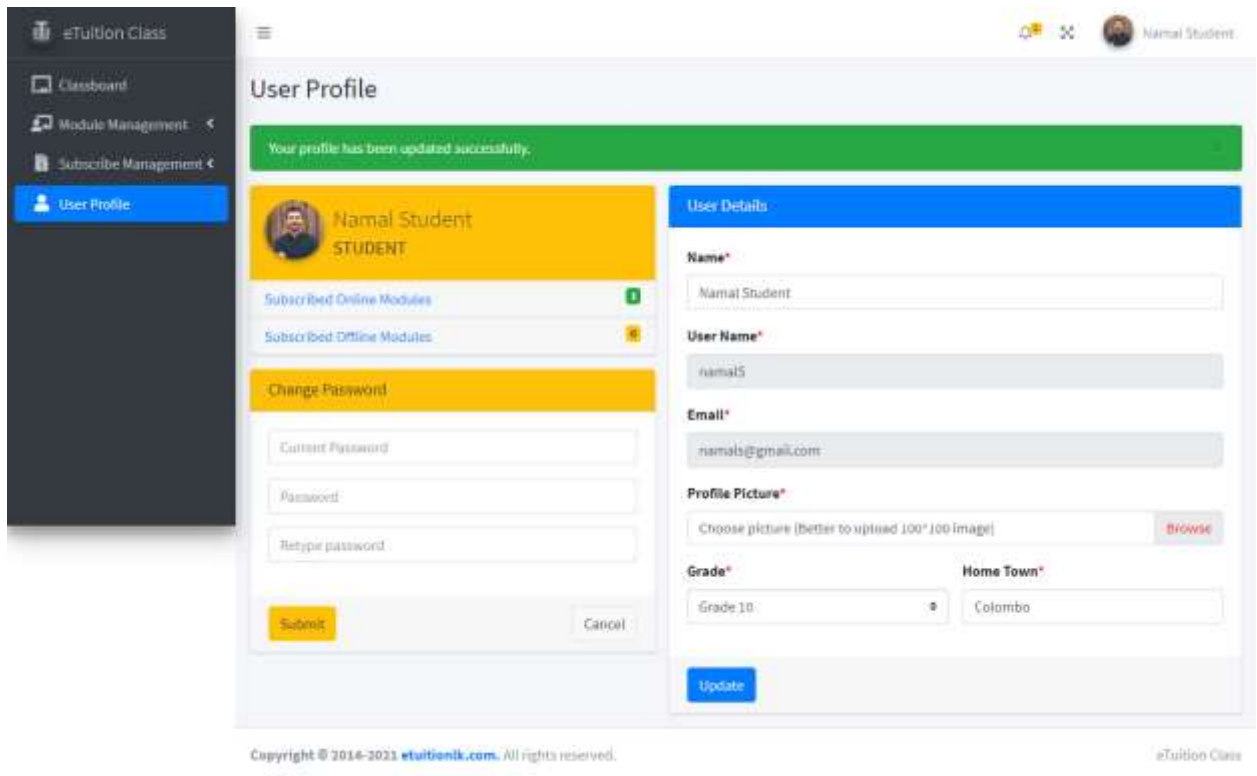 eTuition Class
Namal Student
Classboard
Module Management
Subscribe Management
User Profile
User Profile
Your profile has been updated successfully.
Namal Student
STUDENT
Subscribed Online Modules
Subscribed Offline Modules
Change Password
Current Password
Password
Retype password
Submit
Cancel
User Details
Name*
Namal Student
User Name*
Email*
namals@gmail.com
Profile Picture*
Choose picture (Better to upload 100*100 image)
Browse
Grade*
Home Town*
Grade 10
Colombo
Update
Copyright © 2014-2021 etuitionlk.com. All rights reserved.
eTuition Class